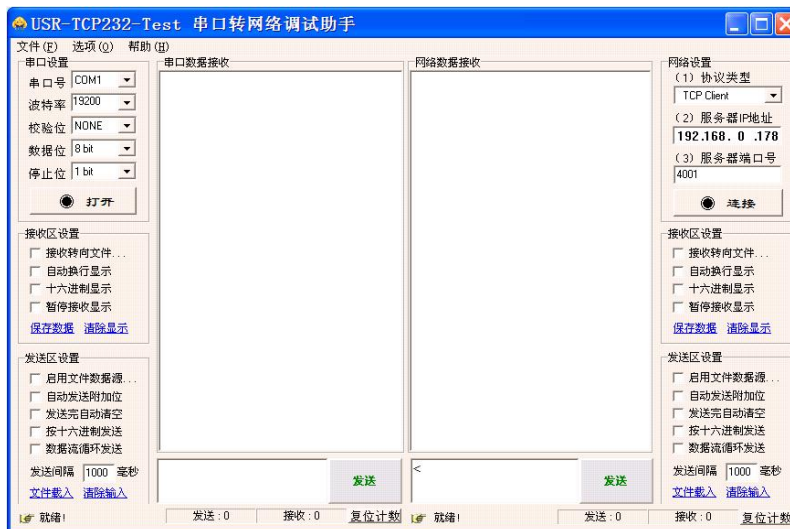 USR-TCP232-Test 串口转网络调试助手
文件(F) 选项(O) 帮助(H)
串口设置
串口号 COM1
波特率 19200
校验位 NONE
数据位 8 bit
停止位 1 bit
打开
接收区设置
接收转向文件...
自动换行显示
十六进制显示
暂停接收显示
保存数据 清除显示
发送区设置
启用文件数据源...
自动发送附加位
发送完自动清空
按十六进制发送
数据流循环发送
发送间隔 1000 毫秒
文件载入 清除输入
串口数据接收
发送
网络数据接收
<
发送
网络设置
(1) 协议类型
TCP Client
(2) 服务器IP地址
192.168. 0 .178
(3) 服务器端口号
4001
连接
接收区设置
接收转向文件...
自动换行显示
十六进制显示
暂停接收显示
保存数据 清除显示
发送区设置
启用文件数据源...
自动发送附加位
发送完自动清空
按十六进制发送
数据流循环发送
发送间隔 1000 毫秒
文件载入 清除输入
就绪! 发送:0 接收:0 复位计数
就绪! 发送:0 接收:0 复位计数